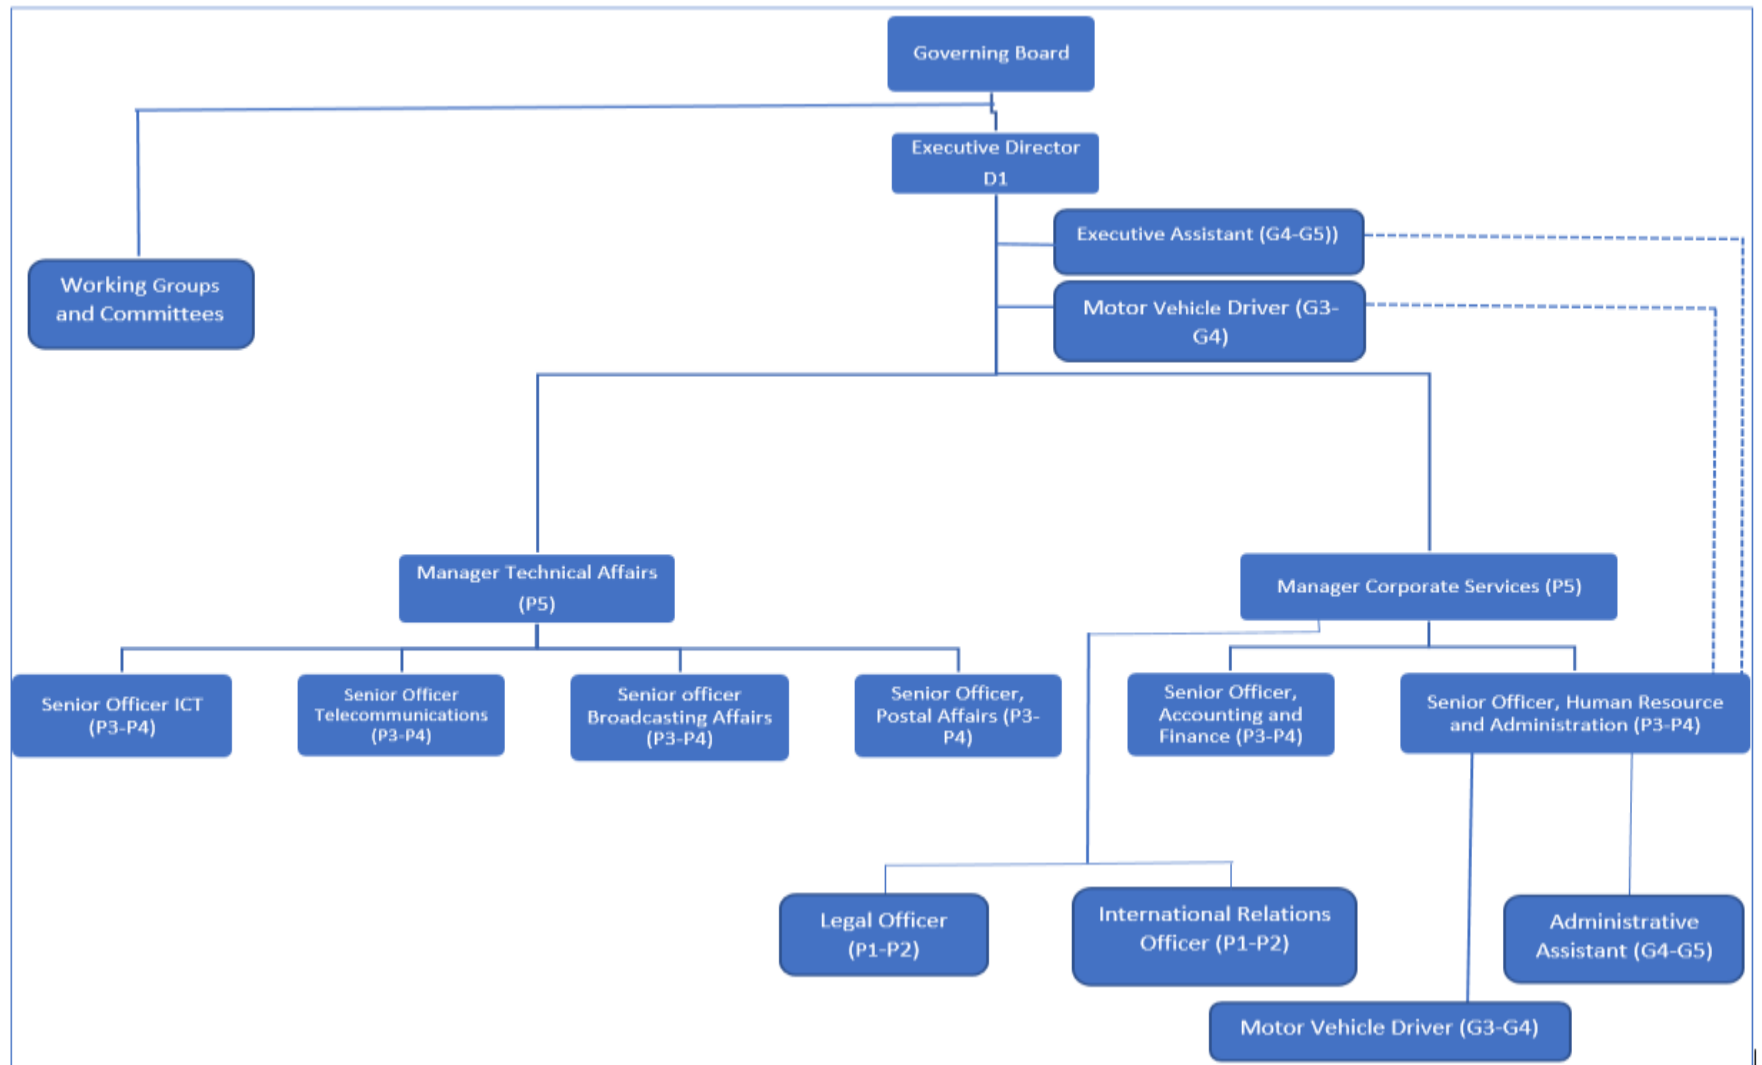 Governing Board
Executive Director
D1
Executive Assistant (G4-G5))
Working Groups
and Committees
Motor Vehicle Driver (G3-
G4)
Manager Technical Affairs
(P5)
Manager Corporate Services (P5)
Senior Officer ICT
(P3-P4)
Senior Officer
Telecommunications
(P3-P4)
Senior officer
Broadcasting Affairs
(P3-P4)
Senior Officer,
Postal Affairs (P3-
P4)
Senior Officer,
Accounting and
Finance (P3-P4)
Senior Officer, Human Resource
and Administration (P3-P4)
Legal Officer
(P1-P2)
International Relations
Officer (P1-P2)
Administrative
Assistant (G4-G5)
Motor Vehicle Driver (G3-G4)